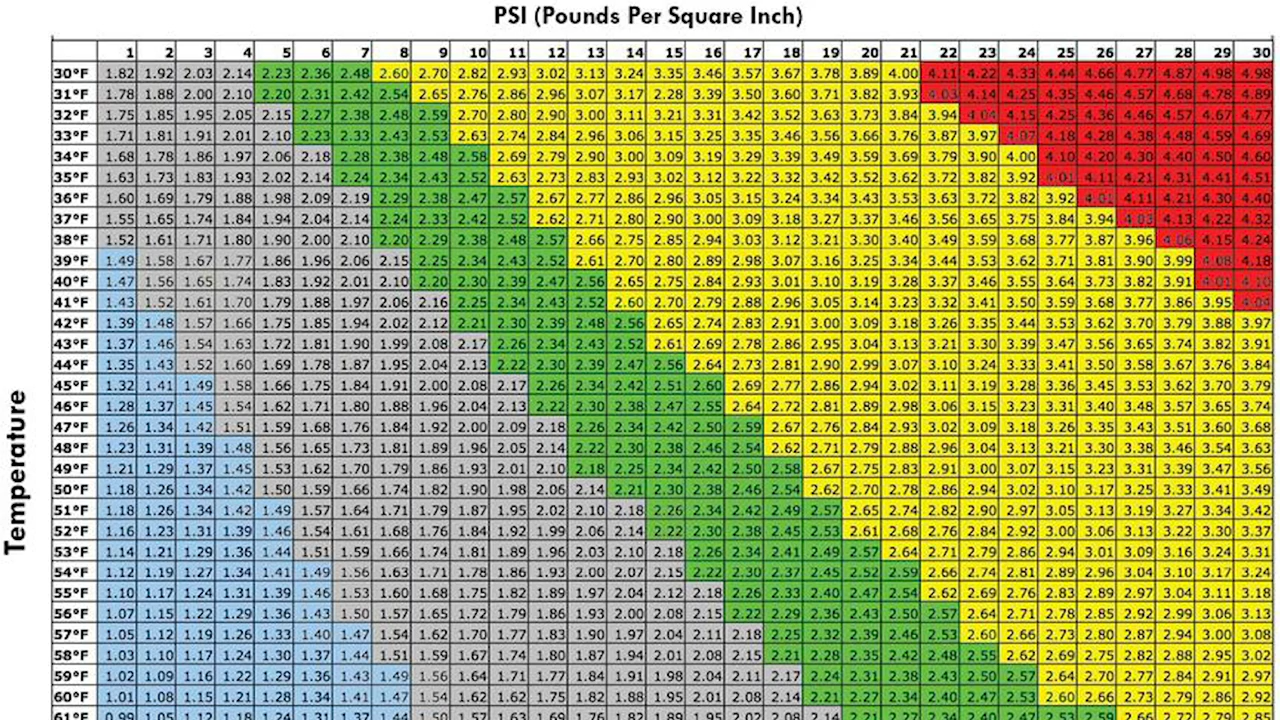 PSI (Pounds Per Square Inch)
1 2 3 4 5 6 7 8 9 10 11 12 13 14 15 16 17 18 19 20 21 22 23 24 25 26 27 28 29 30
30°F 1.82 1.92 2.03 2.14 2.23 2.36 2.48 2.60 2.70 2.82 2.93 3.02 3.13 3.24 3.35 3.46 3.57 3.67 3.78 3.89 4.00 4.11 4.22 4.33 4.44 4.66 4.77 4.87 4.98 4.98
31°F 1.78 1.88 2.00 2.10 2.20 2.31 2.42 2.54 2.65 2.76 2.86 2.96 3.07 3.17 3.28 3.39 3.50 3.60 3.71 3.82 3.93 4.03 4.14 4.25 4.35 4.46 4.57 4.68 4.78 4.89
32°F 1.75 1.85 1.95 2.05 2.15 2.27 2.38 2.48 2.59 2.70 2.80 2.90 3.00 3.11 3.21 3.31 3.42 3.52 3.63 3.73 3.84 3.94 4.04 4.15 4.25 4.36 4.46 4.57 4.67 4.77
33°F 1.71 1.81 1.91 2.01 2.10 2.23 2.33 2.43 2.53 2.63 2.74 2.84 2.96 3.06 3.15 3.25 3.35 3.46 3.56 3.66 3.76 3.87 3.97 4.07 4.18 4.28 4.38 4.48 4.59 4.69
34°F 1.68 1.78 1.86 1.97 2.06 2.18 2.28 2.38 2.48 2.58 2.69 2.79 2.90 3.00 3.09 3.19 3.29 3.39 3.49 3.59 3.69 3.79 3.90 4.00 4.10 4.20 4.30 4.40 4.50 4.60
35°F 1.63 1.73 1.83 1.93 2.02 2.14 2.24 2.34 2.43 2.52 2.63 2.73 2.83 2.93 3.02 3.12 3.22 3.32 3.42 3.52 3.62 3.72 3.82 3.92 4.01 4.11 4.21 4.31 4.41 4.51
36°F 1.60 1.69 1.79 1.88 1.98 2.09 2.19 2.29 2.38 2.47 2.57 2.67 2.77 2.86 2.96 3.05 3.15 3.24 3.34 3.43 3.53 3.63 3.72 3.82 3.92 4.01 4.11 4.21 4.30 4.40
37°F 1.55 1.65 1.74 1.84 1.94 2.04 2.14 2.24 2.33 2.42 2.52 2.62 2.71 2.80 2.90 3.00 3.09 3.18 3.27 3.37 3.46 3.56 3.65 3.75 3.84 3.94 4.03 4.13 4.22 4.32
38°F 1.52 1.61 1.71 1.80 1.90 2.00 2.10 2.20 2.29 2.38 2.48 2.57 2.66 2.75 2.85 2.94 3.03 3.12 3.21 3.30 3.40 3.49 3.59 3.68 3.77 3.87 3.96 4.06 4.15 4.24
39°F 1.49 1.58 1.67 1.77 1.86 1.96 2.06 2.15 2.25 2.34 2.43 2.52 2.61 2.70 2.80 2.89 2.98 3.07 3.16 3.25 3.34 3.44 3.53 3.62 3.71 3.81 3.90 3.99 4.08 4.18
40°F 1.47 1.56 1.65 1.74 1.83 1.92 2.01 2.10 2.20 2.30 2.39 2.47 2.56 2.65 2.75 2.84 2.93 3.01 3.10 3.19 3.28 3.37 3.46 3.55 3.64 3.73 3.82 3.91 4.01 4.10
41°F 1.43 1.52 1.61 1.70 1.79 1.88 1.97 2.06 2.16 2.25 2.34 2.43 2.52 2.60 2.70 2.79 2.88 2.96 3.05 3.14 3.23 3.32 3.41 3.50 3.59 3.68 3.77 3.86 3.95 4.04
42°F 1.39 1.48 1.57 1.66 1.75 1.85 1.94 2.02 2.12 2.21 2.30 2.39 2.48 2.56 2.65 2.74 2.83 2.91 3.00 3.09 3.18 3.26 3.35 3.44 3.53 3.62 3.70 3.79 3.88 3.97
43°F 1.37 1.46 1.54 1.63 1.72 1.81 1.90 1.99 2.08 2.17 2.26 2.34 2.43 2.52 2.61 2.69 2.78 2.86 2.95 3.04 3.13 3.21 3.30 3.39 3.47 3.56 3.65 3.74 3.82 3.91
44°F 1.35 1.43 1.52 1.60 1.69 1.78 1.87 1.95 2.04 2.13 2.22 2.30 2.39 2.47 2.56 2.64 2.73 2.81 2.90 2.99 3.07 3.10 3.24 3.33 3.41 3.50 3.58 3.67 3.76 3.84
45°F 1.32 1.41 1.49 1.58 1.66 1.75 1.84 1.91 2.00 2.08 2.17 2.26 2.34 2.42 2.51 2.60 2.69 2.77 2.86 2.94 3.02 3.11 3.19 3.28 3.36 3.45 3.53 3.62 3.70 3.79
46°F 1.28 1.37 1.45 1.54 1.62 1.71 1.80 1.88 1.96 2.04 2.13 2.22 2.30 2.38 2.47 2.55 2.64 2.72 2.81 2.89 2.98 3.06 3.15 3.23 3.31 3.40 3.48 3.57 3.65 3.74
47°F 1.26 1.34 1.42 1.51 1.59 1.68 1.76 1.84 1.92 2.00 2.09 2.18 2.26 2.34 2.42 2.50 2.59 2.67 2.76 2.84 2.93 3.02 3.09 3.18 3.26 3.35 3.43 3.51 3.60 3.68
48°F 1.23 1.31 1.39 1.48 1.56 1.65 1.73 1.81 1.89 1.96 2.05 2.14 2.22 2.30 2.38 2.46 2.54 2.62 2.71 2.79 2.88 2.96 3.04 3.13 3.21 3.30 3.38 3.46 3.54 3.63
49°F 1.21 1.29 1.37 1.45 1.53 1.62 1.70 1.79 1.86 1.93 2.01 2.10 2.18 2.25 2.34 2.42 2.50 2.58 2.67 2.75 2.83 2.91 3.00 3.07 3.15 3.23 3.31 3.39 3.47 3.56
50°F 1.18 1.26 1.34 1.42 1.50 1.59 1.66 1.74 1.82 1.90 1.98 2.06 2.14 2.21 2.30 2.38 2.46 2.54 2.62 2.70 2.78 2.86 2.94 3.02 3.10 3.17 3.25 3.33 3.41 3.49
51°F 1.18 1.26 1.34 1.42 1.49 1.57 1.64 1.71 1.79 1.87 1.95 2.02 2.10 2.18 2.26 2.34 2.42 2.49 2.57 2.65 2.74 2.82 2.90 2.97 3.05 3.13 3.19 3.27 3.34 3.42
52°F 1.16 1.23 1.31 1.39 1.46 1.54 1.61 1.68 1.76 1.84 1.92 1.99 2.06 2.14 2.22 2.30 2.38 2.45 2.53 2.61 2.68 2.76 2.84 2.92 3.00 3.06 3.13 3.22 3.30 3.37
53°F 1.14 1.21 1.29 1.36 1.44 1.51 1.59 1.66 1.74 1.81 1.89 1.96 2.03 2.10 2.18 2.26 2.34 2.41 2.49 2.57 2.64 2.71 2.79 2.86 2.94 3.01 3.09 3.16 3.24 3.31
54°F 1.12 1.19 1.27 1.34 1.41 1.49 1.56 1.63 1.71 1.78 1.86 1.93 2.00 2.07 2.15 2.22 2.30 2.37 2.45 2.52 2.59 2.66 2.74 2.81 2.89 2.96 3.04 3.10 3.17 3.24
55°F 1.10 1.17 1.24 1.31 1.39 1.46 1.53 1.60 1.68 1.75 1.82 1.89 1.97 2.04 2.12 2.18 2.26 2.33 2.40 2.47 2.54 2.62 2.69 2.76 2.83 2.89 2.97 3.04 3.11 3.18
56°F 1.07 1.15 1.22 1.29 1.36 1.43 1.50 1.57 1.65 1.72 1.79 1.86 1.93 2.00 2.08 2.15 2.22 2.29 2.36 2.43 2.50 2.57 2.64 2.71 2.78 2.85 2.92 2.99 3.06 3.13
57°F 1.05 1.12 1.19 1.26 1.33 1.40 1.47 1.54 1.62 1.70 1.77 1.83 1.90 1.97 2.04 2.11 2.18 2.25 2.32 2.39 2.46 2.53 2.60 2.66 2.73 2.80 2.87 2.94 3.00 3.08
58°F 1.03 1.10 1.17 1.24 1.30 1.37 1.44 1.51 1.59 1.67 1.74 1.80 1.87 1.94 2.01 2.08 2.15 2.21 2.28 2.35 2.42 2.48 2.55 2.62 2.69 2.75 2.82 2.88 2.95 3.02
59°F 1.02 1.09 1.16 1.22 1.29 1.36 1.43 1.49 1.56 1.64 1.71 1.77 1.84 1.91 1.98 2.04 2.11 2.17 2.24 2.31 2.38 2.43 2.50 2.57 2.64 2.70 2.77 2.84 2.91 2.97
60°F 1.01 1.08 1.15 1.21 1.28 1.34 1.41 1.47 1.54 1.62 1.62 1.75 1.82 1.88 1.95 2.01 2.08 2.14 2.21 2.27 2.34 2.40 2.47 2.53 2.60 2.66 2.73 2.79 2.86 2.92
61°F 0.99 1.05 1.12 1.18 1.24 1.31 1.37 1.44 1.50 1.57 1.63 1.69 1.76 1.82 1.89 1.95 2.02 2.08 2.14 2.21 2.27 2.34 2.40 2.47 2.53 2.59 2.66 2.72 2.79 2.85
Temperature